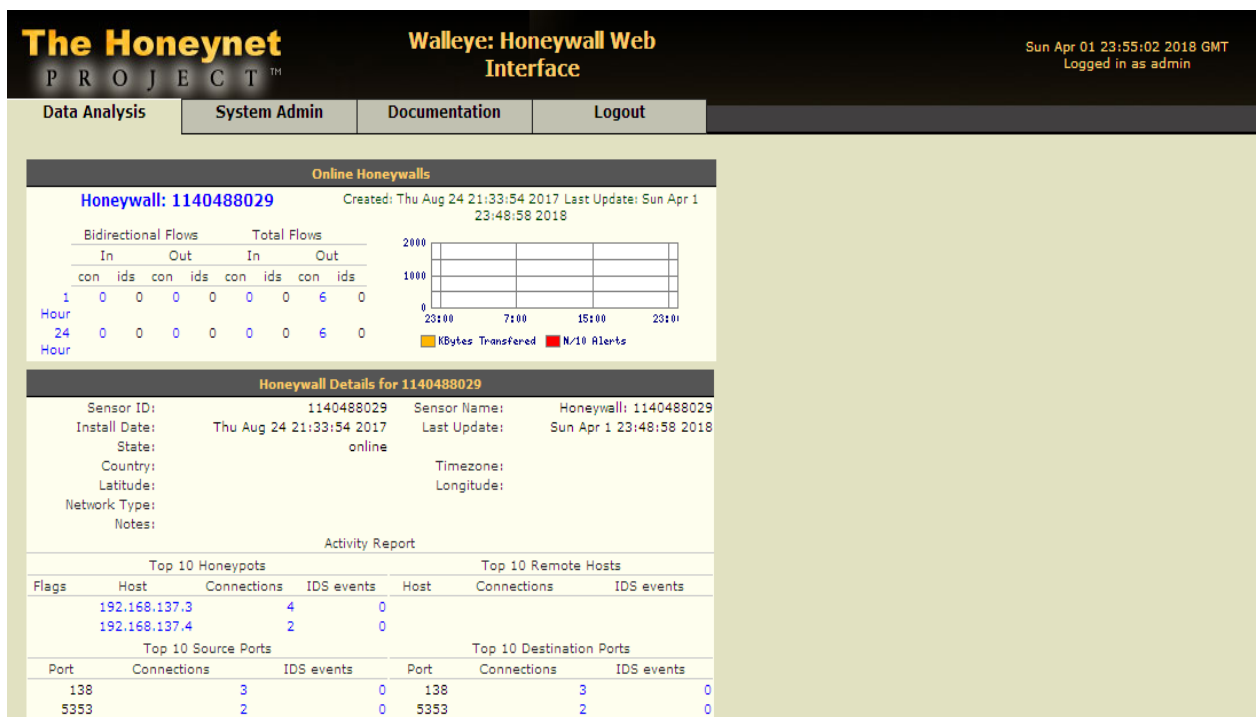 The Honeynet
PROJECT™
Walleye: Honeywall Web
Interface
Sun Apr 01 23:55:02 2018 GMT
Logged in as admin
Data Analysis System Admin Documentation Logout
Online Honeywalls
Honeywall: 1140488029
Created: Thu Aug 24 21:33:54 2017 Last Update: Sun Apr 1
23:48:58 2018
Bidirectional Flows Total Flows
In Out In Out
con ids con ids con ids con ids
1 0 0 0 0 0 0 6 0
Hour
24 0 0 0 0 0 0 6 0
Hour
2000
1000
0
23:00 7:00 15:00 23:0
KBytes Transfered N/10 Alerts
Honeywall Details for 1140488029
Sensor ID: 1140488029 Sensor Name: Honeywall: 1140488029
Install Date: Thu Aug 24 21:33:54 2017 Last Update: Sun Apr 1 23:48:58 2018
State: online
Country: Timezone:
Latitude: Longitude:
Network Type:
Notes:
Activity Report
Top 10 Honeypots Top 10 Remote Hosts
Flags Host Connections IDS events Host Connections IDS events
192.168.137.3 4 0
192.168.137.4 2 0
Top 10 Source Ports Top 10 Destination Ports
Port Connections IDS events Port Connections IDS events
138 3 0 138 3 0
5353 2 0 5353 2 0